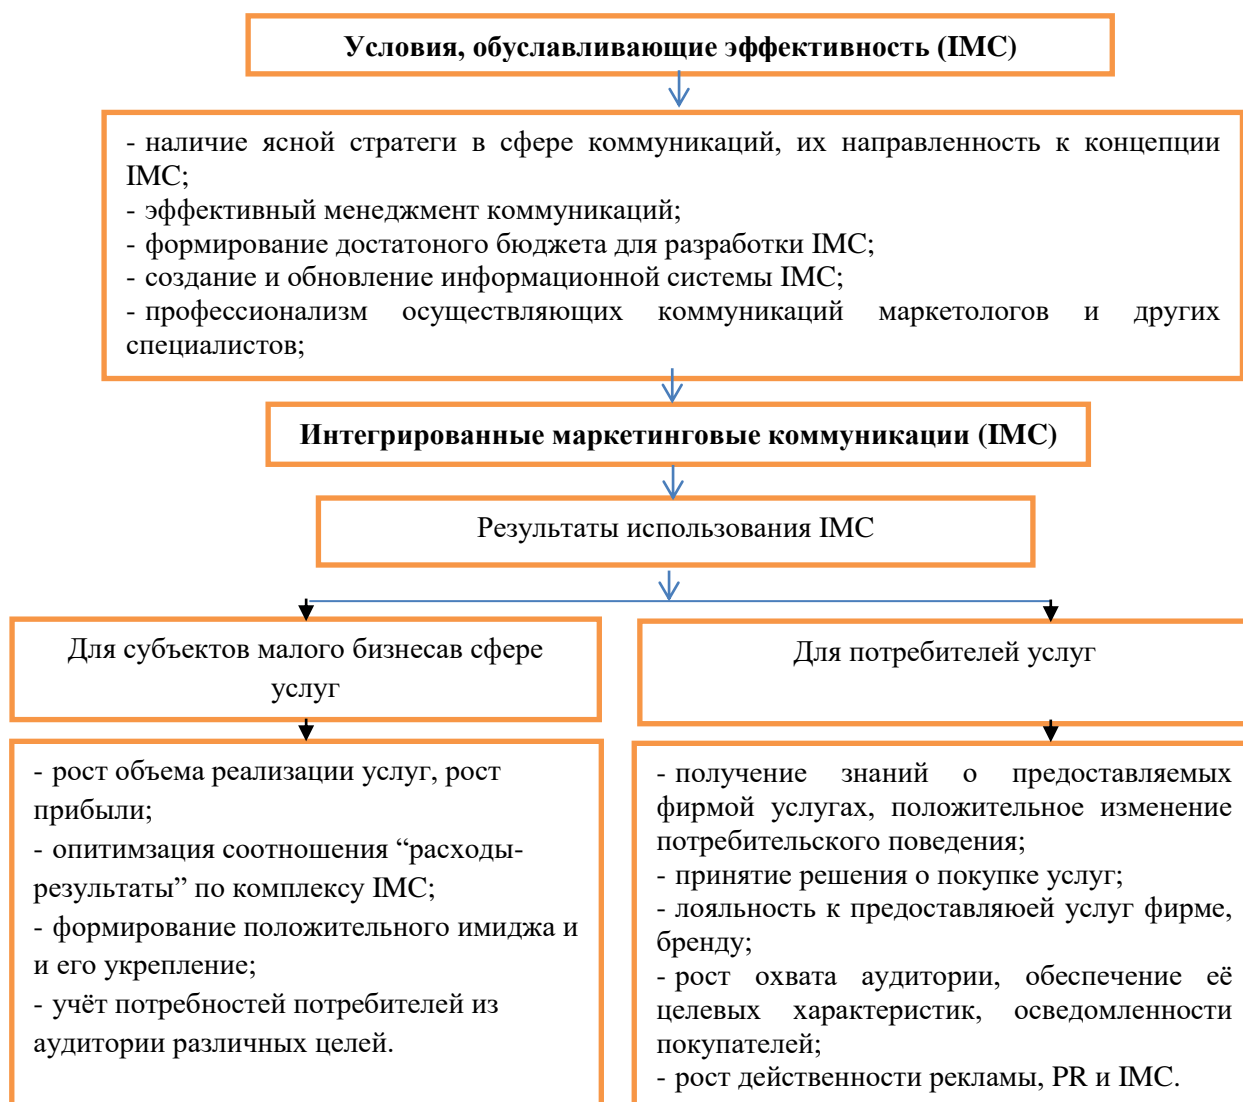 Условия, обуславливающие эффективность (IMC)
- наличие ясной стратеги в сфере коммуникаций, их направленность к концепции
IMC;
- эффективный менеджмент коммуникаций;
- формирование достатоного бюджета для разработки IMC;
- создание и обновление информационной системы IMC;
- профессионализм осуществляющих коммуникаций маркетологов и других
специалистов;
Интегрированные маркетинговые коммуникации (IMC)
Результаты использования IMC
Для субъектов малого бизнесав сфере
услуг
Для потребителей услуг
- рост объема реализации услуг, рост
прибыли;
- опитимзация соотношения “расходы-
результаты” по комплексу IMC;
- формирование положительного имиджа и
и его укрепление;
- учёт потребностей потребителей из
аудитории различных целей.
- получение знаний о предоставляемых
фирмой услугах, положительное изменение
потребительского поведения;
- принятие решения о покупке услуг;
- лояльность к предоставляюей услуг фирме,
бренду;
- рост охвата аудитории, обеспечение её
целевых характеристик, осведомленности
покупателей;
- рост действенности рекламы, PR и IMC.